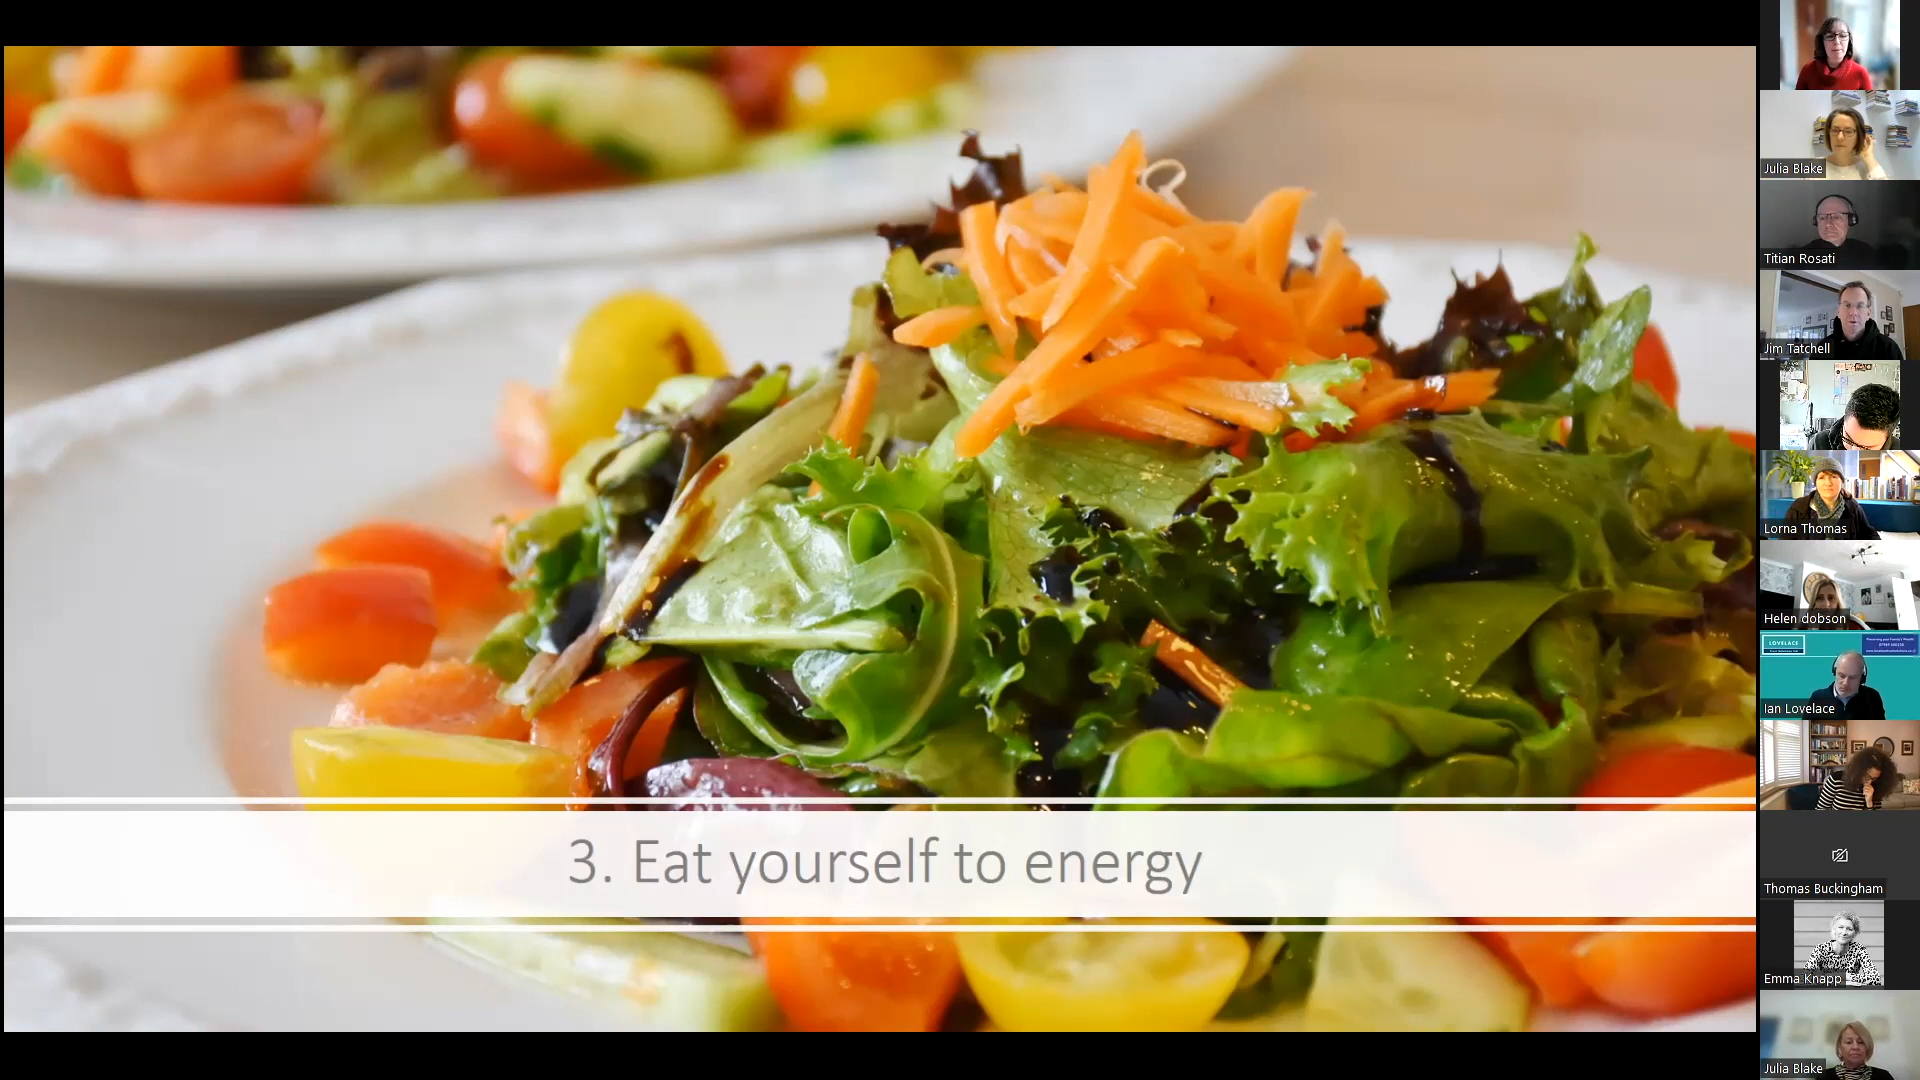 3. Eat yourself to energy
Julia Blake
Titian Rosati
Jim Tatchell
Lorna Thomas
Helen dobson
LOVELACE
Ian Lovelace
Thomas Buckingham
Emma Knapp
Julia Blake